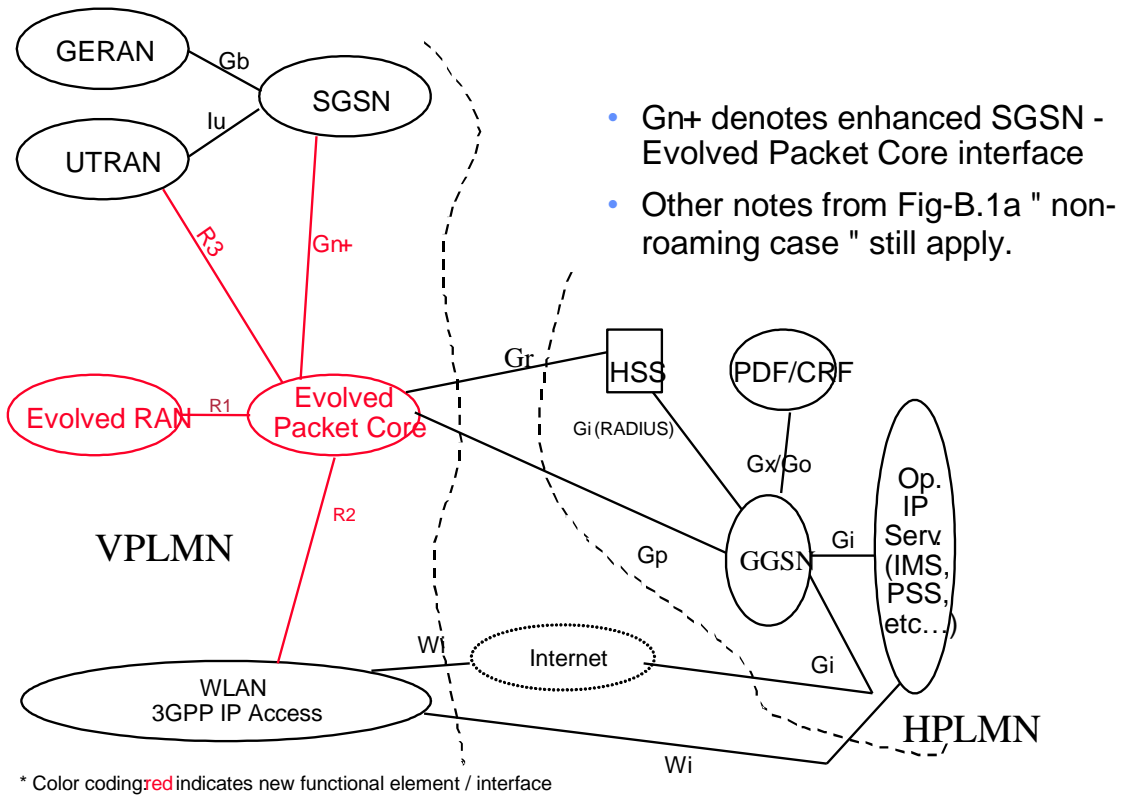 GERAN
Gb
SGSN
Iu
UTRAN
• Gn+ denotes enhanced SGSN -
Evolved Packet Core interface
• Other notes from Fig-B.1a " non-
roaming case " still apply.
R3
Gn+
Gr
HSS
PDF/CRF
Evolved RAN
R1
Evolved
Packet Core
Gi (RADIUS)
Gx/Go
Op.
IP
Serv.
(IMS,
PSS,
etc…)
R2
VPLMN
Gp
GGSN
Gi
Wi
Internet
Gi
WLAN
3GPP IP Access
HPLMN
Wi
* Color coding:red indicates new functional element / interface